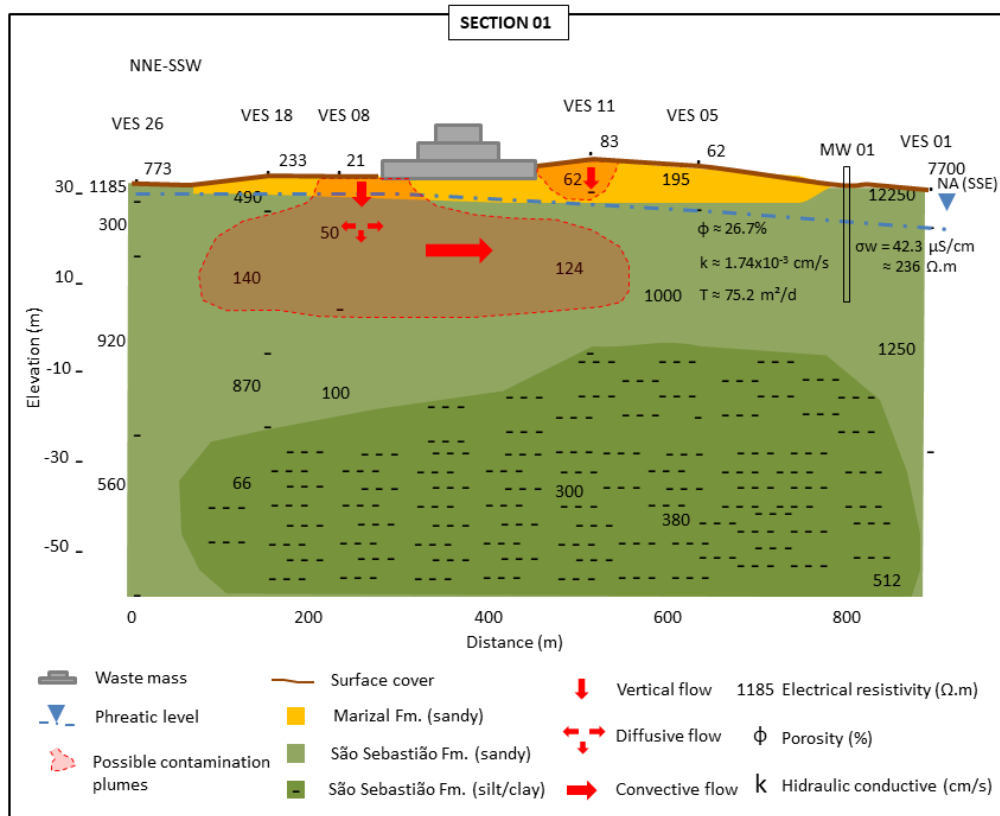 SECTION 01
NNE-SSW
VES 26
VES 18
VES 08
VES 11
VES 05
MW 01
VES 01
773
233
21
83
62
7700
1185
30
490
62
195
12250
NA (SSE)
300
50
ϕ ≈ 26.7%
σw = 42.3 µS/cm
≈ 236 Ω.m
k ≈ 1.74x10⁻³ cm/s
10
140
124
1000
T ≈ 75.2 m²/d
920
1250
-10
870
100
-30
560
66
300
380
-50
512
Elevation (m)
0
200
400
600
800
Distance (m)
Waste mass
Surface cover
Vertical flow
1185 Electrical resistivity (Ω.m)
Phreatic level
Marizal Fm. (sandy)
Diffusive flow
ϕ Porosity (%)
Possible contamination
plumes
São Sebastião Fm. (sandy)
São Sebastião Fm. (silt/clay)
Convective flow
k Hidraulic conductive (cm/s)